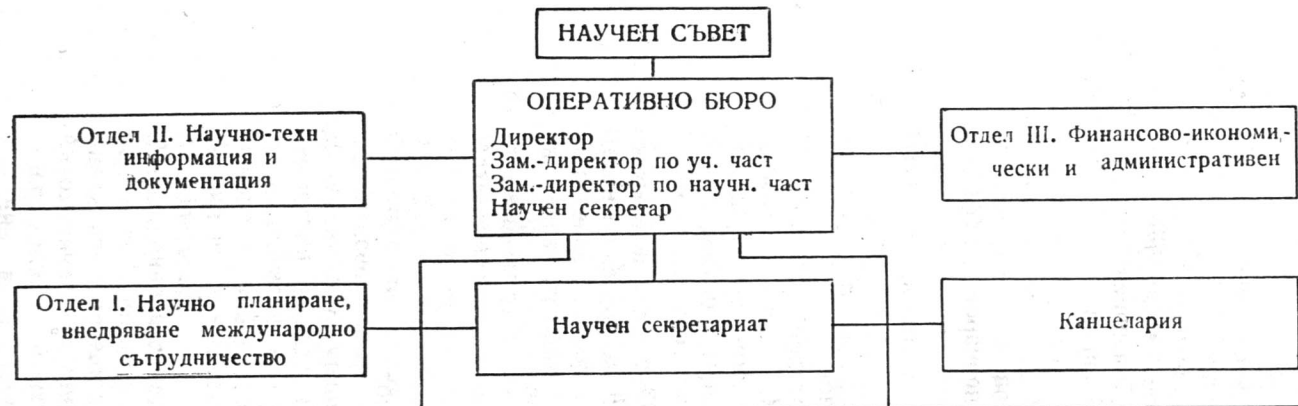 НАУЧЕН СЪВЕТ
ОПЕРАТИВНО БЮРО
Директор
Зам.-директор по уч. част
Зам.-директор по научн. част
Научен секретар
Отдел II. Научно-техн
информация и
документация
Отдел III. Финансово-икономи,-
чески и административен
Отдел I. Научно планиране,
внедряване международно
сътрудничество
Научен секретариат
Канцелария